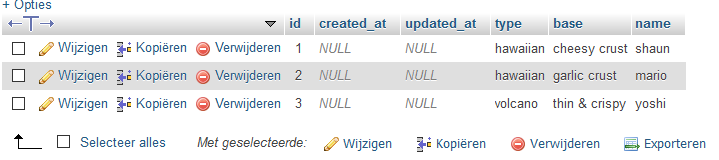 + Opties
id created_at updated_at type base name
Wijzigen Kopiëren Verwijderen 1 NULL NULL hawaiian cheesy crust shaun
Wijzigen Kopiëren Verwijderen 2 NULL NULL hawaiian garlic crust mario
Wijzigen Kopiëren Verwijderen 3 NULL NULL volcano thin & crispy yoshi
Selecteer alles Met geselecteerde: Wijzigen Kopiëren Verwijderen Exporteren